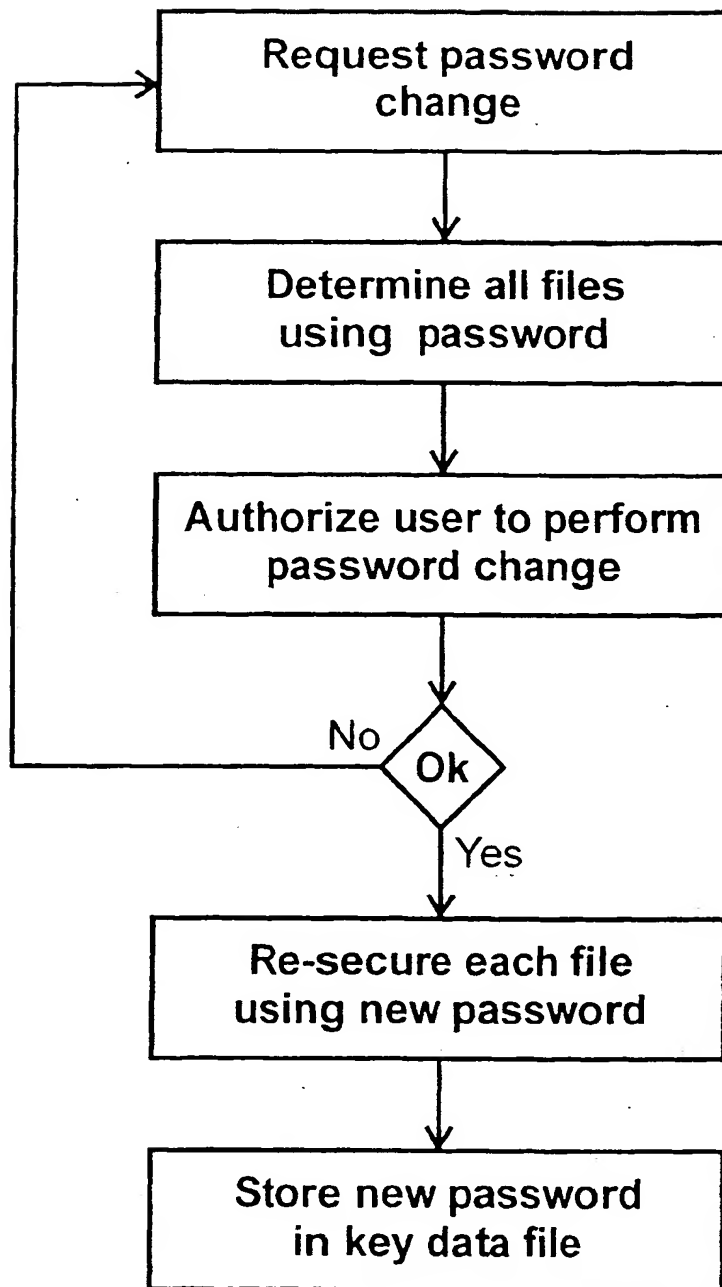 Request password
change
Determine all files
using password
Authorize user to perform
password change
No
Ok
Yes
Re-secure each file
using new password
Store new password
in key data file